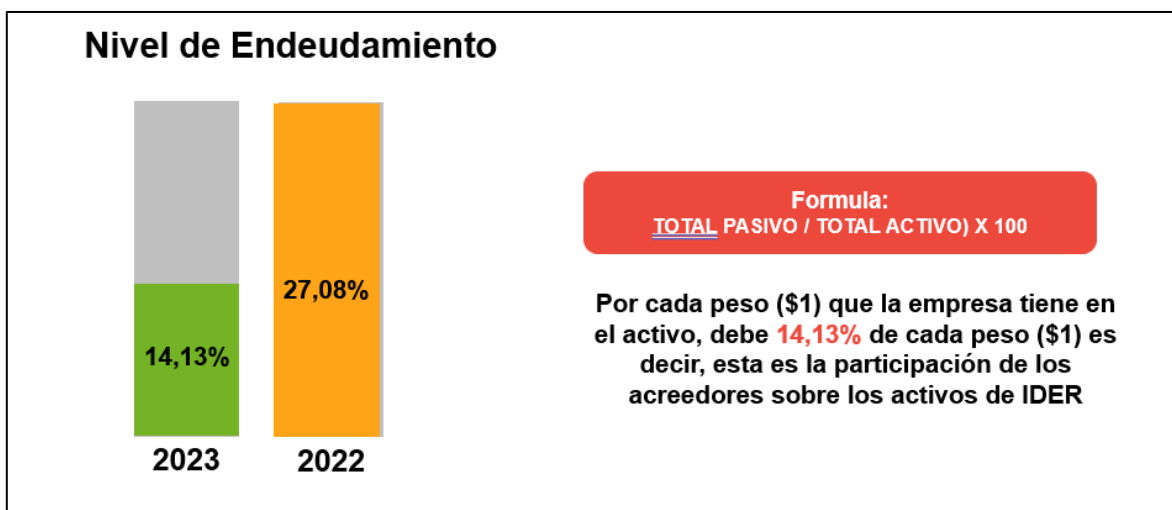 Nivel de Endeudamiento
14,13%
27,08%
2023
2022
Formula:
TOTAL PASIVO / TOTAL ACTIVO) X 100
Por cada peso ($1) que la empresa tiene en
el activo, debe 14,13% de cada peso ($1) es
decir, esta es la participación de los
acreedores sobre los activos de IDER